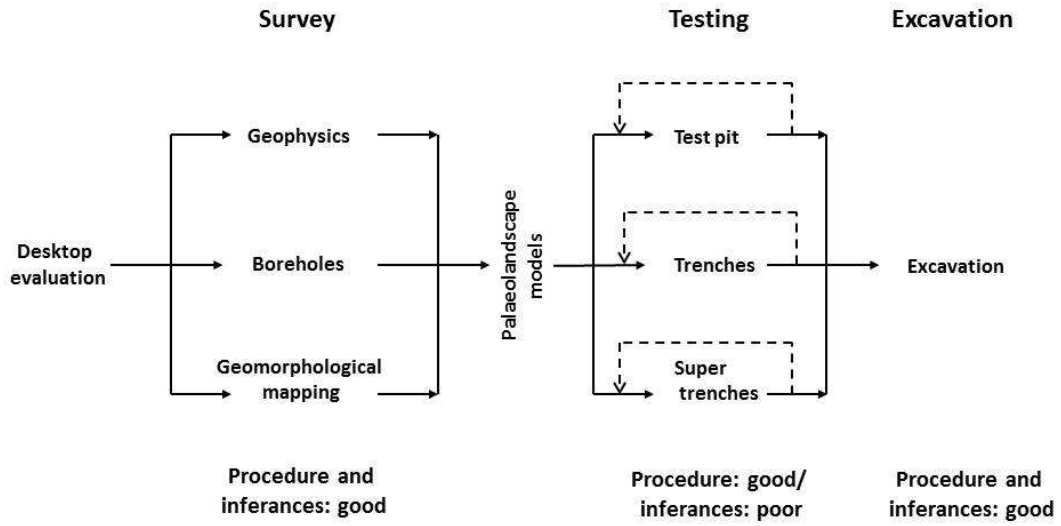 Survey
Testing
Excavation
Geophysics
Test pit
Desktop
evaluation
Boreholes
Palaeolandscape
models
Trenches
Excavation
Geomorphological
mapping
Super
trenches
Procedure and
inferances: good
Procedure: good/
inferances: poor
Procedure and
inferances: good